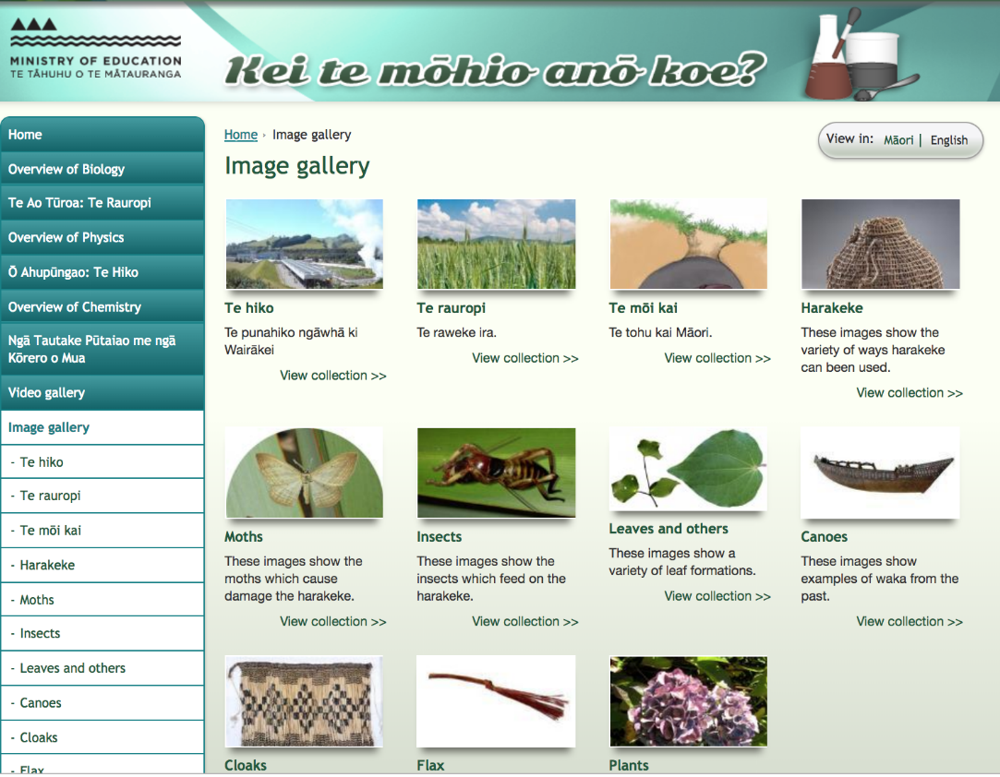 MINISTRY OF EDUCATION
TE TĀHUHU O TE MĀTAURANGA
Kei te mōhio anō koe?
Home
Overview of Biology
Te Ao Tūroa: Te Rauropi
Overview of Physics
Ō Ahupūngao: Te Hiko
Overview of Chemistry
Ngā Tautake Pūtaiao me ngā
Kōrero o Mua
Video gallery
Image gallery
- Te hiko
- Te rauropi
- Te mōi kai
- Harakeke
- Moths
- Insects
- Leaves and others
- Canoes
- Cloaks
- Flax
Home › Image gallery
View in: Māori | English
Image gallery
Te hiko
Te punahiko ngāwhā ki
Wairākei
View collection >>
Te rauropi
Te raweke ira.
View collection >>
Te mōi kai
Te tohu kai Māori.
View collection >>
Harakeke
These images show the
variety of ways harakeke
can been used.
View collection >>
Moths
These images show the
moths which cause
damage the harakeke.
View collection >>
Insects
These images show the
insects which feed on the
harakeke.
View collection >>
Leaves and others
These images show a
variety of leaf formations.
View collection >>
Canoes
These images show
examples of waka from the
past.
View collection >>
Cloaks
Flax
Plants